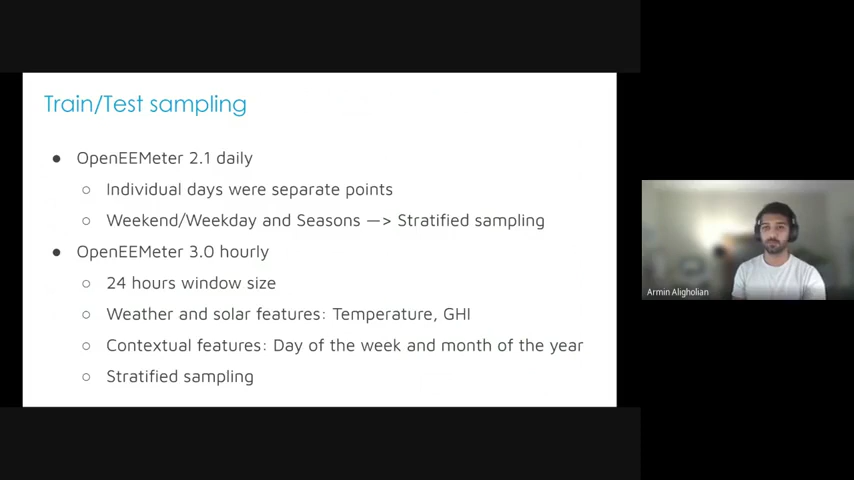 Train/Test sampling
● OpenEEMeter 2.1 daily
○ Individual days were separate points
○ Weekend/Weekday and Seasons —> Stratified sampling
● OpenEEMeter 3.0 hourly
○ 24 hours window size
○ Weather and solar features: Temperature, GHI
○ Contextual features: Day of the week and month of the year
○ Stratified sampling
Armin Aligholian